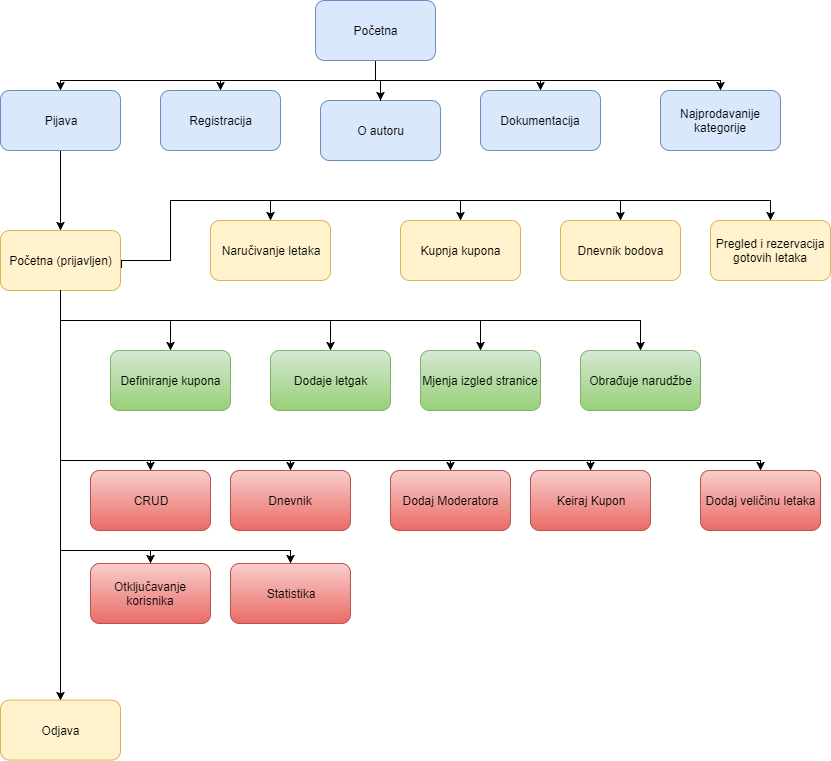 Početna
Pijava
Registracija
O autoru
Dokumentacija
Najprodavanije
kategorije
Početna (prijavljen)
Naručivanje letaka
Kupnja kupona
Dnevnik bodova
Pregled i rezervacija
gotovih letaka
Definiranje kupona
Dodaje letgak
Mjenja izgled stranice
Obrađuje narudžbe
CRUD
Dnevnik
Dodaj Moderatora
Keiraj Kupon
Dodaj veličinu letaka
Otključavanje
korisnika
Statistika
Odjava